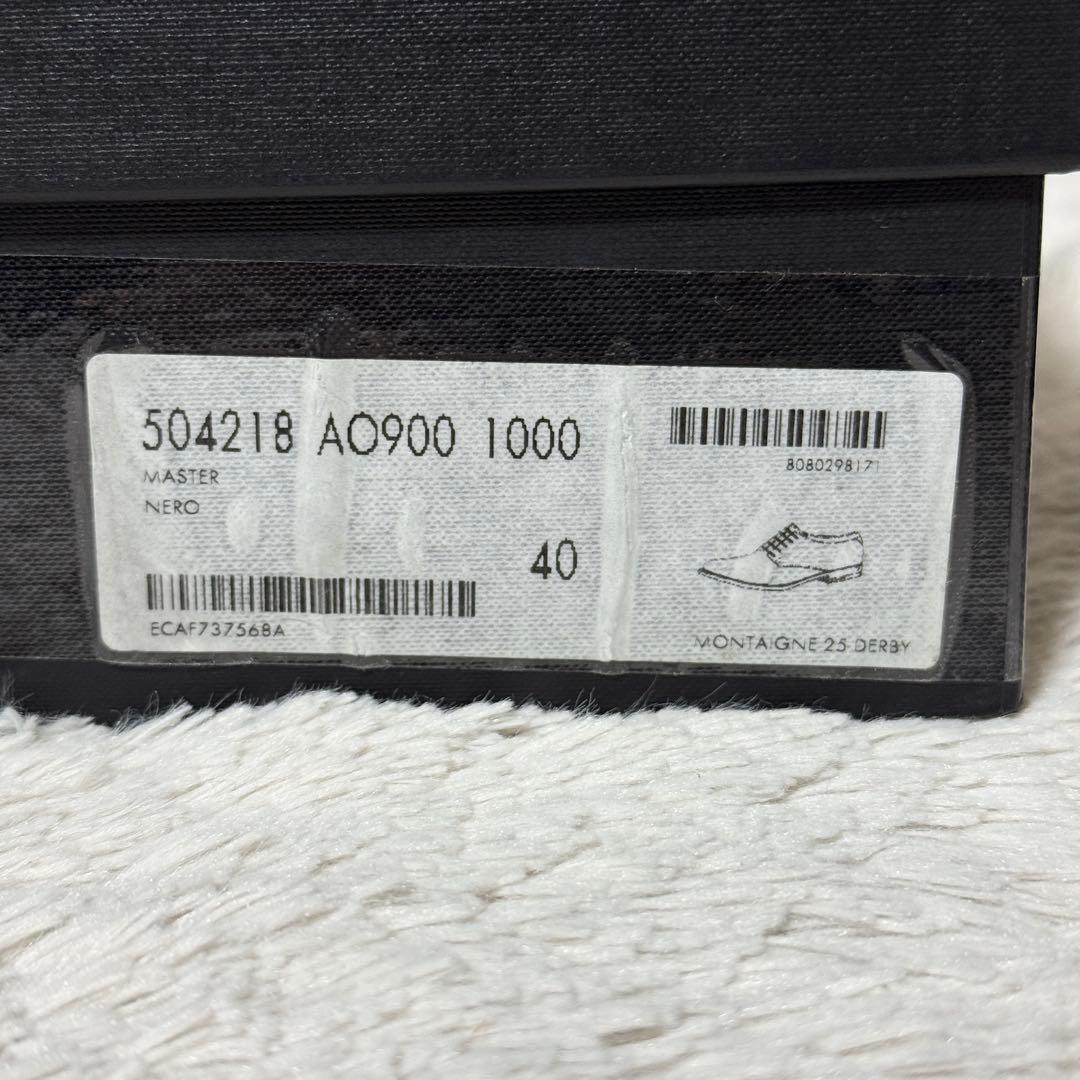 504218 AO900 1000
MASTER
NERO
40
ECAF737568A
8080298171
MONTAIGNE 25 DERBY